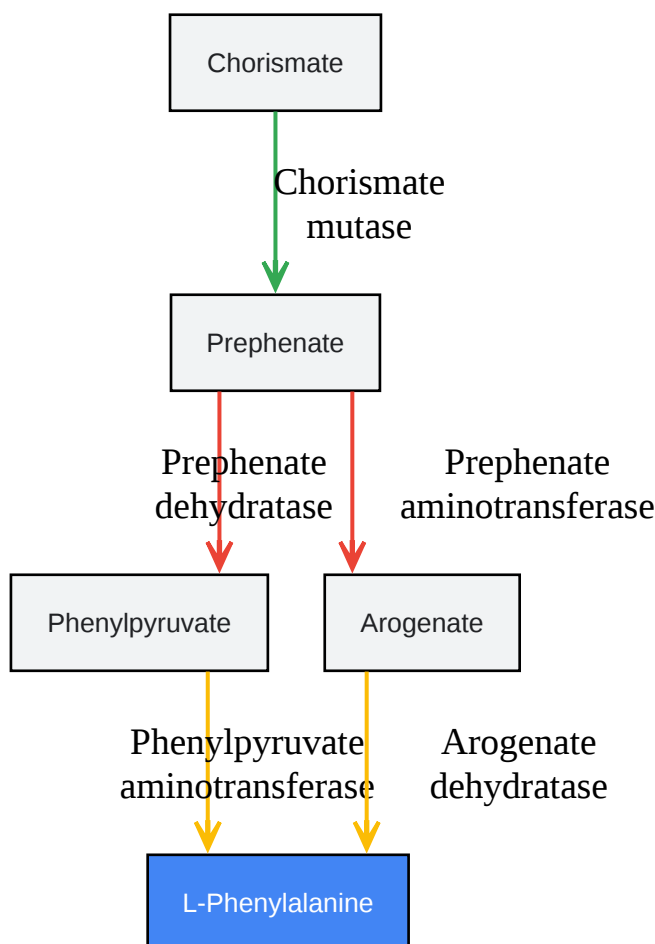 Chorismate
Chorismate
mutase
Prephenate
Prephenate
dehydratase
Prephenate
aminotransferase
Phenylpyruvate
Arogenate
Phenylpyruvate
aminotransferase
Arogenate
dehydratase
L-Phenylalanine